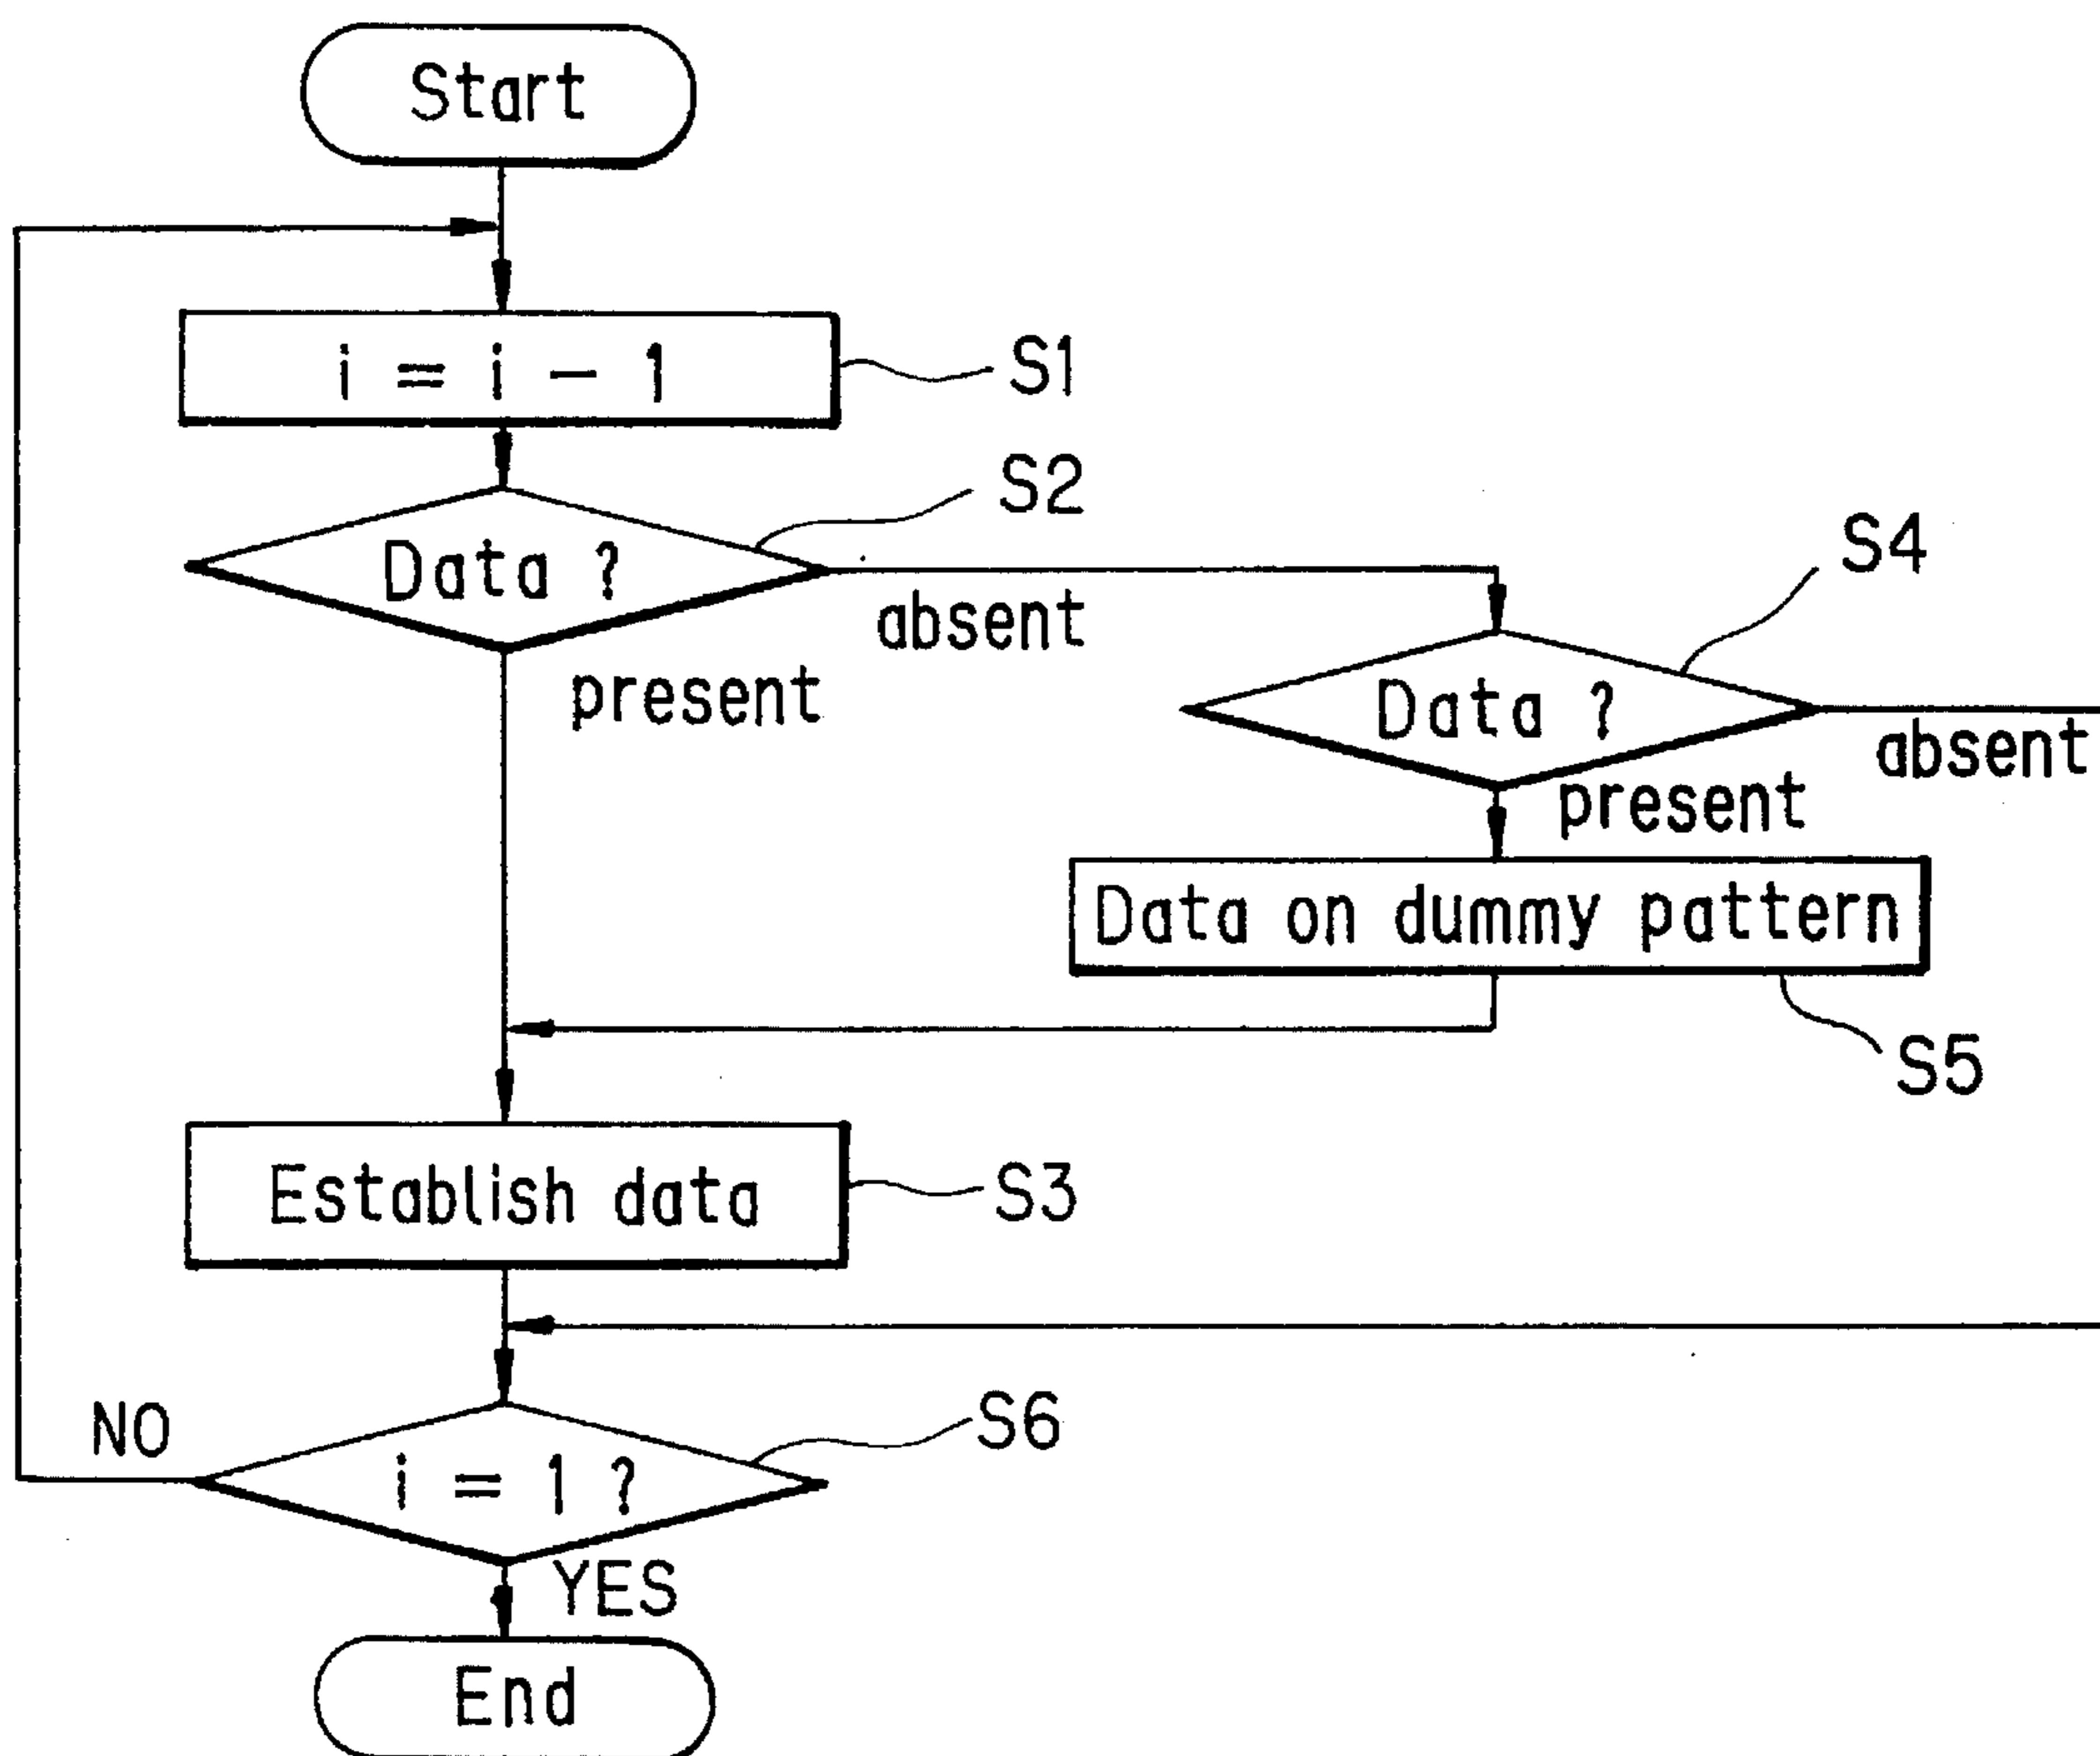 Start
i = i - 1
S1
S2
Data ?
absent
present
S4
Data ?
absent
present
Data on dummy pattern
S5
Establish data
S3
NO
S6
i = 1 ?
YES
End